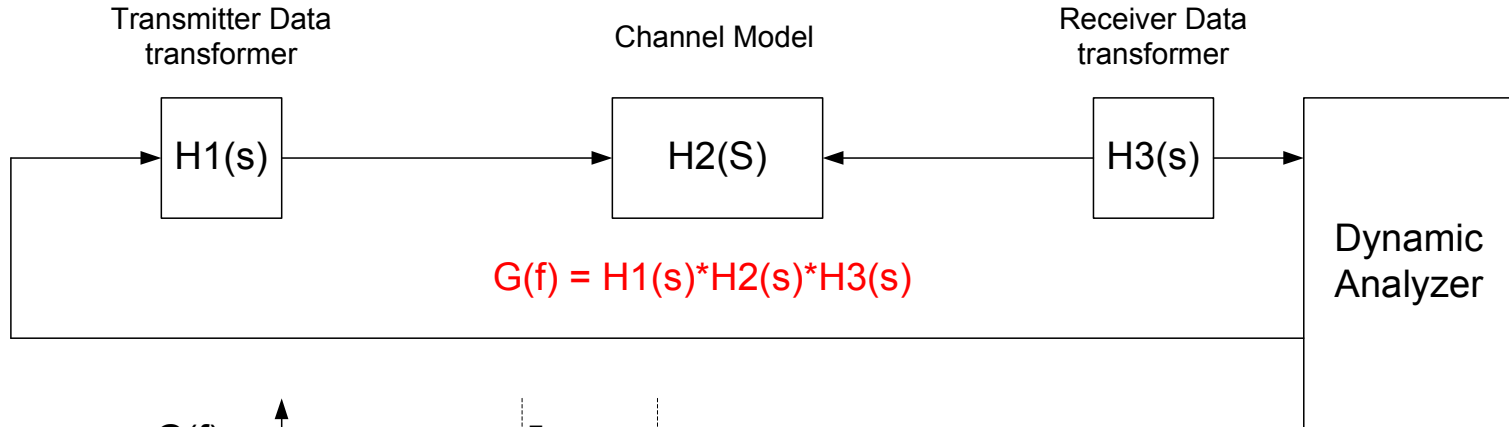 Transmitter Data
transformer
Channel Model
Receiver Data
transformer
H1(s)
H2(S)
H3(s)
Dynamic
Analyzer
G(f) = H1(s)*H2(s)*H3(s)